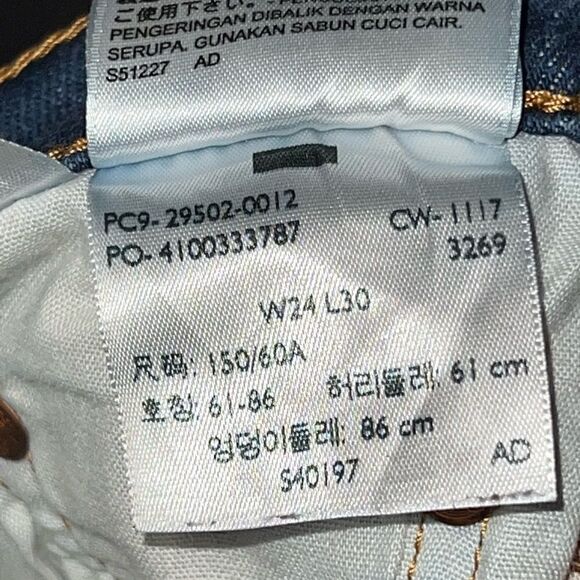 ご使用下さい。
PENGERINGAN DIBALIK DENGAN WARNA
SERUPA. GUNAKAN SABUN CUCI CAIR.
S51227 AD
PC9-29502-0012
PO-4100333787
CW-1117
3269
W24 L30
尺码: 150/60A
호칭: 61-86 허리둘레: 61 cm
엉덩이둘레: 86 cm
S40197 AD